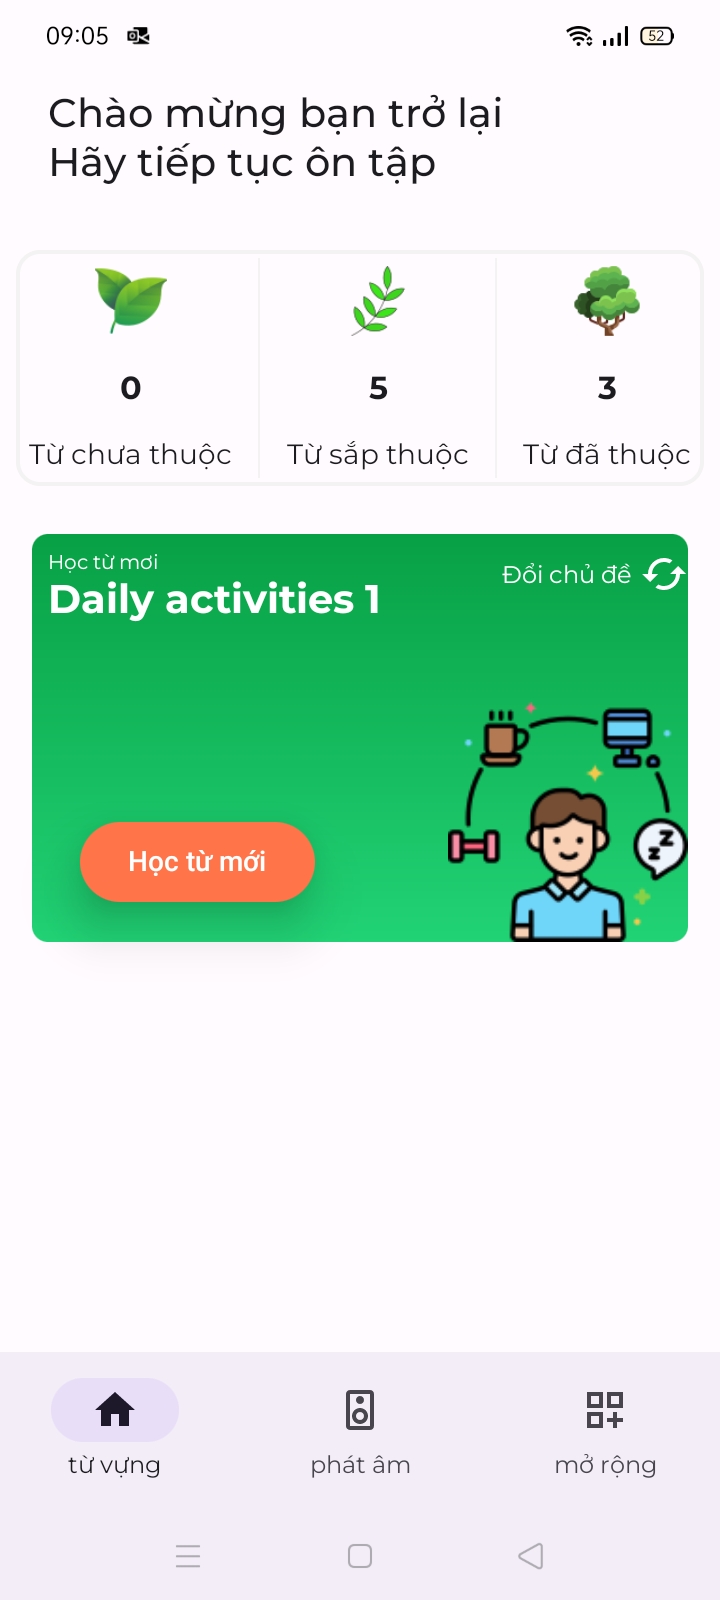 09:05
52
Chào mừng bạn trở lại
Hãy tiếp tục ôn tập
0
5
3
Từ chưa thuộc
Từ sắp thuộc
Từ đã thuộc
Học từ mơi
Đổi chủ đề
Daily activities 1
Học từ mới
từ vựng
phát âm
mở rộng